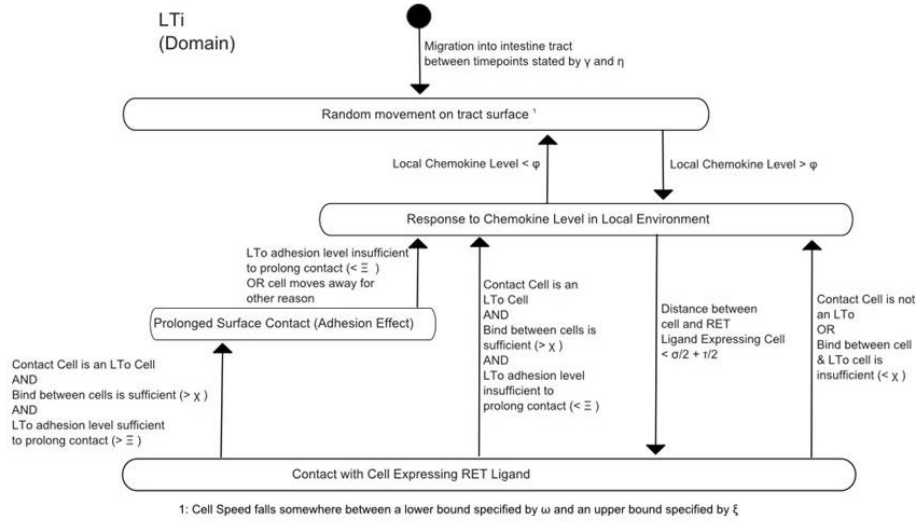 LTi
(Domain)
Migration into intestine tract
between timepoints stated by γ and η
Random movement on tract surface ¹
Local Chemokine Level < φ
Local Chemokine Level > φ
Response to Chemokine Level in Local Environment
LTo adhesion level insufficient
to prolong contact (< Ξ )
OR cell moves away for
other reason
Prolonged Surface Contact (Adhesion Effect)
Contact Cell is an LTo Cell
AND
Bind between cells is sufficient (> χ )
AND
LTo adhesion level sufficient
to prolong contact (> Ξ )
Contact Cell is an
LTo Cell
AND
Bind between cells is
sufficient (> χ )
AND
LTo adhesion level
insufficient to
prolong contact (< Ξ )
Distance between
cell and RET
Ligand Expressing Cell
< σ/2 + τ/2
Contact Cell is not
an LTo
OR
Bind between cell
& LTo cell is
insufficient (< χ )
Contact with Cell Expressing RET Ligand
1: Cell Speed falls somewhere between a lower bound specified by ω and an upper bound specified by ξ